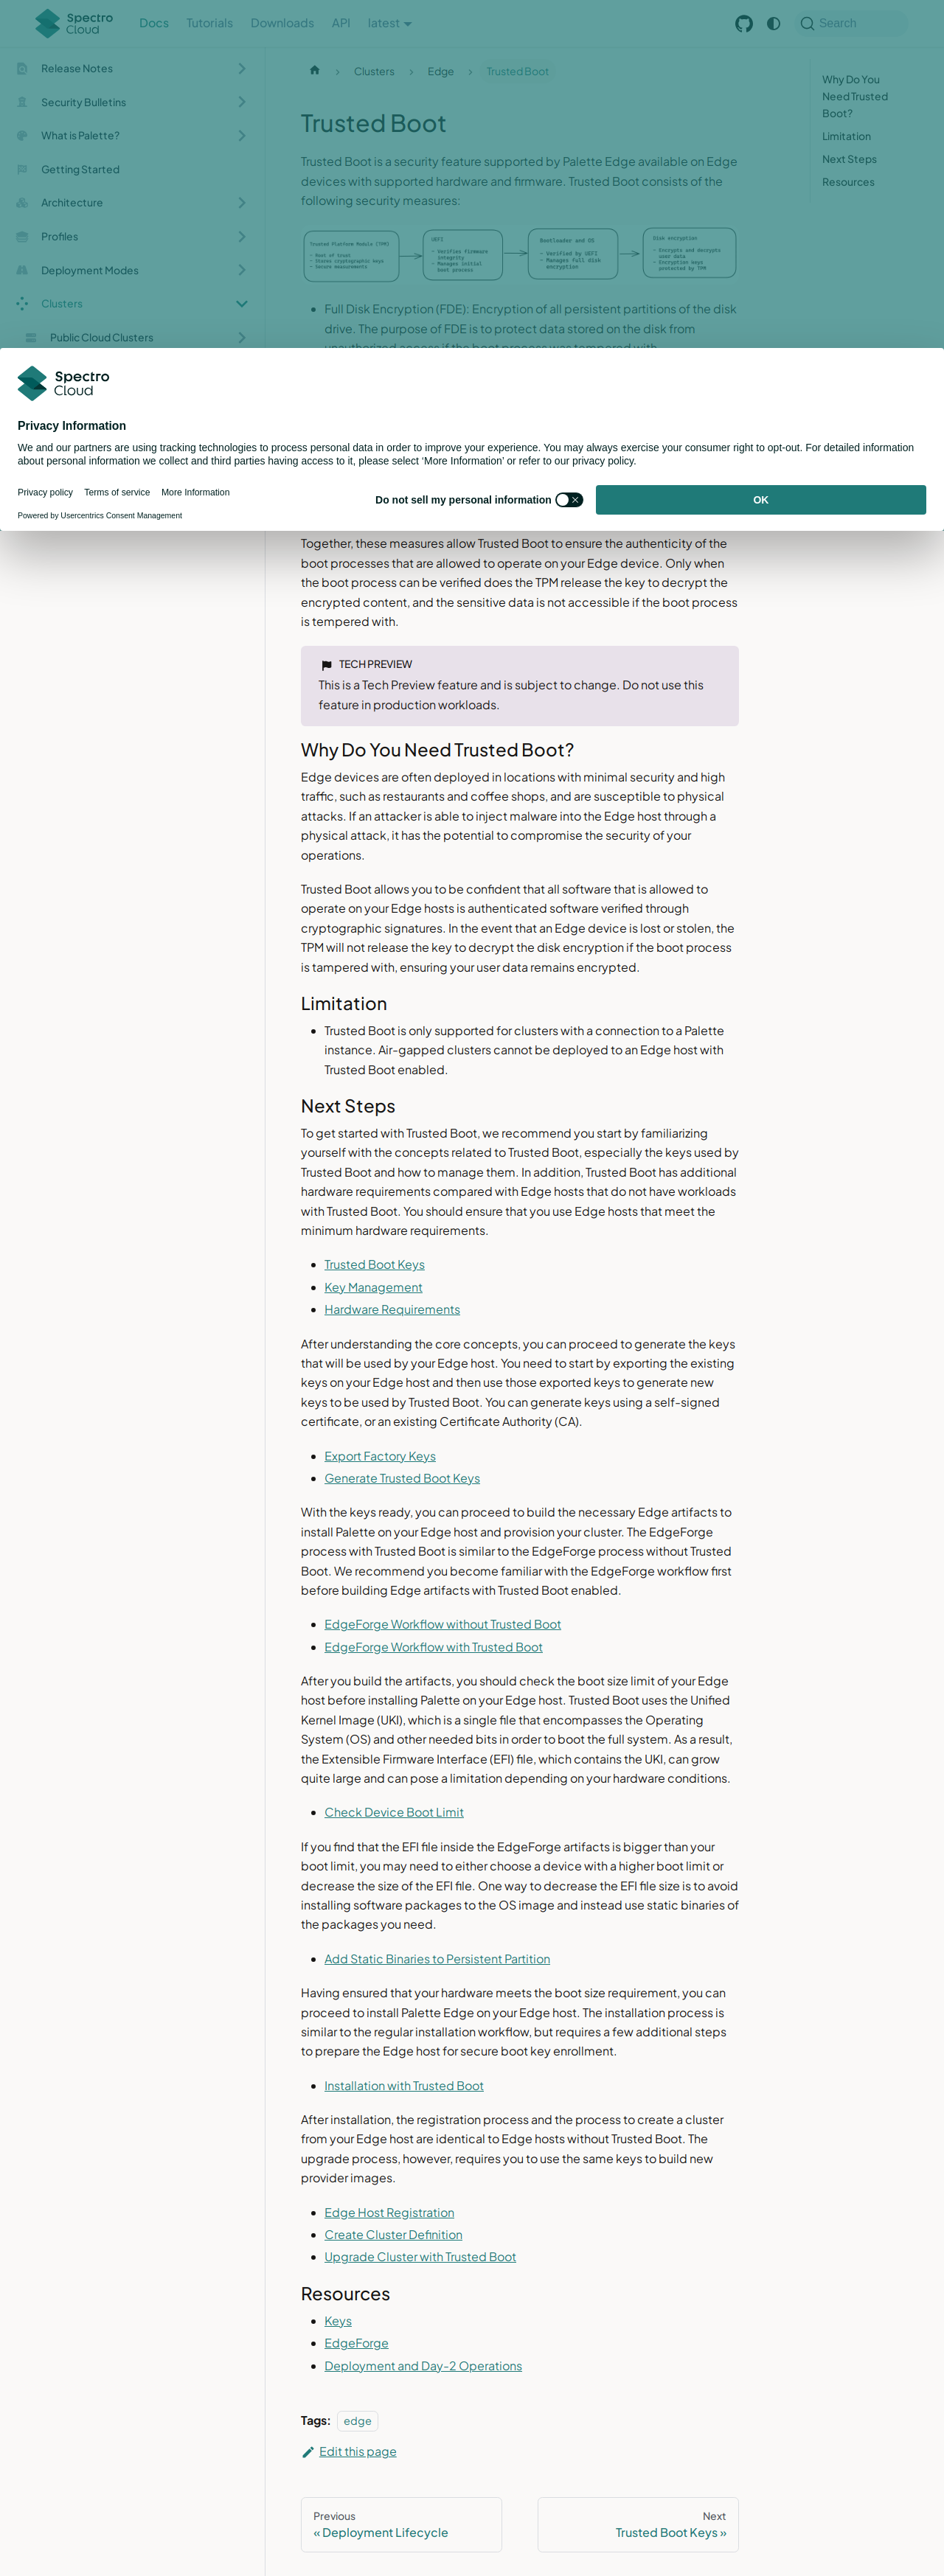 Spectro
Cloud
Docs
Tutorials
Downloads
API
latest
Search
Release Notes
Security Bulletins
What is Palette?
Getting Started
Architecture
Profiles
Deployment Modes
Clusters
Public Cloud Clusters
Clusters
Edge
Trusted Boot
Why Do You
Need Trusted
Boot?
Limitation
Next Steps
Resources
Trusted Boot
Trusted Boot is a security feature supported by Palette Edge available on Edge
devices with supported hardware and firmware. Trusted Boot consists of the
following security measures:
Trusted Platform Module (TPM)
- Root of trust
- Stores cryptographic keys
- Secure measurements
UEFI
- Verifies firmware
integrity
- Manages initial
boot process
Bootloader and OS
- Verified by UEFI
- Manages full disk
encryption
Disk encryption
- Encrypts and decrypts
user data
- Encryption keys
protected by TPM
• Full Disk Encryption (FDE): Encryption of all persistent partitions of the disk
drive. The purpose of FDE is to protect data stored on the disk from
unauthorized access if the boot process was tempered with.
Spectro
Cloud
Privacy Information
We and our partners are using tracking technologies to process personal data in order to improve your experience. You may always exercise your consumer right to opt-out. For detailed information
about personal information we collect and third parties having access to it, please select ‘More Information’ or refer to our privacy policy.
Privacy policy
Terms of service
More Information
Do not sell my personal information
OK
Powered by Usercentrics Consent Management
Together, these measures allow Trusted Boot to ensure the authenticity of the
boot processes that are allowed to operate on your Edge device. Only when
the boot process can be verified does the TPM release the key to decrypt the
encrypted content, and the sensitive data is not accessible if the boot process
is tempered with.
TECH PREVIEW
This is a Tech Preview feature and is subject to change. Do not use this
feature in production workloads.
Why Do You Need Trusted Boot?
Edge devices are often deployed in locations with minimal security and high
traffic, such as restaurants and coffee shops, and are susceptible to physical
attacks. If an attacker is able to inject malware into the Edge host through a
physical attack, it has the potential to compromise the security of your
operations.
Trusted Boot allows you to be confident that all software that is allowed to
operate on your Edge hosts is authenticated software verified through
cryptographic signatures. In the event that an Edge device is lost or stolen, the
TPM will not release the key to decrypt the disk encryption if the boot process
is tampered with, ensuring your user data remains encrypted.
Limitation
• Trusted Boot is only supported for clusters with a connection to a Palette
instance. Air-gapped clusters cannot be deployed to an Edge host with
Trusted Boot enabled.
Next Steps
To get started with Trusted Boot, we recommend you start by familiarizing
yourself with the concepts related to Trusted Boot, especially the keys used by
Trusted Boot and how to manage them. In addition, Trusted Boot has additional
hardware requirements compared with Edge hosts that do not have workloads
with Trusted Boot. You should ensure that you use Edge hosts that meet the
minimum hardware requirements.
• Trusted Boot Keys
• Key Management
• Hardware Requirements
After understanding the core concepts, you can proceed to generate the keys
that will be used by your Edge host. You need to start by exporting the existing
keys on your Edge host and then use those exported keys to generate new
keys to be used by Trusted Boot. You can generate keys using a self-signed
certificate, or an existing Certificate Authority (CA).
• Export Factory Keys
• Generate Trusted Boot Keys
With the keys ready, you can proceed to build the necessary Edge artifacts to
install Palette on your Edge host and provision your cluster. The EdgeForge
process with Trusted Boot is similar to the EdgeForge process without Trusted
Boot. We recommend you become familiar with the EdgeForge workflow first
before building Edge artifacts with Trusted Boot enabled.
• EdgeForge Workflow without Trusted Boot
• EdgeForge Workflow with Trusted Boot
After you build the artifacts, you should check the boot size limit of your Edge
host before installing Palette on your Edge host. Trusted Boot uses the Unified
Kernel Image (UKI), which is a single file that encompasses the Operating
System (OS) and other needed bits in order to boot the full system. As a result,
the Extensible Firmware Interface (EFI) file, which contains the UKI, can grow
quite large and can pose a limitation depending on your hardware conditions.
• Check Device Boot Limit
If you find that the EFI file inside the EdgeForge artifacts is bigger than your
boot limit, you may need to either choose a device with a higher boot limit or
decrease the size of the EFI file. One way to decrease the EFI file size is to avoid
installing software packages to the OS image and instead use static binaries of
the packages you need.
• Add Static Binaries to Persistent Partition
Having ensured that your hardware meets the boot size requirement, you can
proceed to install Palette Edge on your Edge host. The installation process is
similar to the regular installation workflow, but requires a few additional steps
to prepare the Edge host for secure boot key enrollment.
• Installation with Trusted Boot
After installation, the registration process and the process to create a cluster
from your Edge host are identical to Edge hosts without Trusted Boot. The
upgrade process, however, requires you to use the same keys to build new
provider images.
• Edge Host Registration
• Create Cluster Definition
• Upgrade Cluster with Trusted Boot
Resources
• Keys
• EdgeForge
• Deployment and Day-2 Operations
Tags: edge
Edit this page
Previous
« Deployment Lifecycle
Next
Trusted Boot Keys »